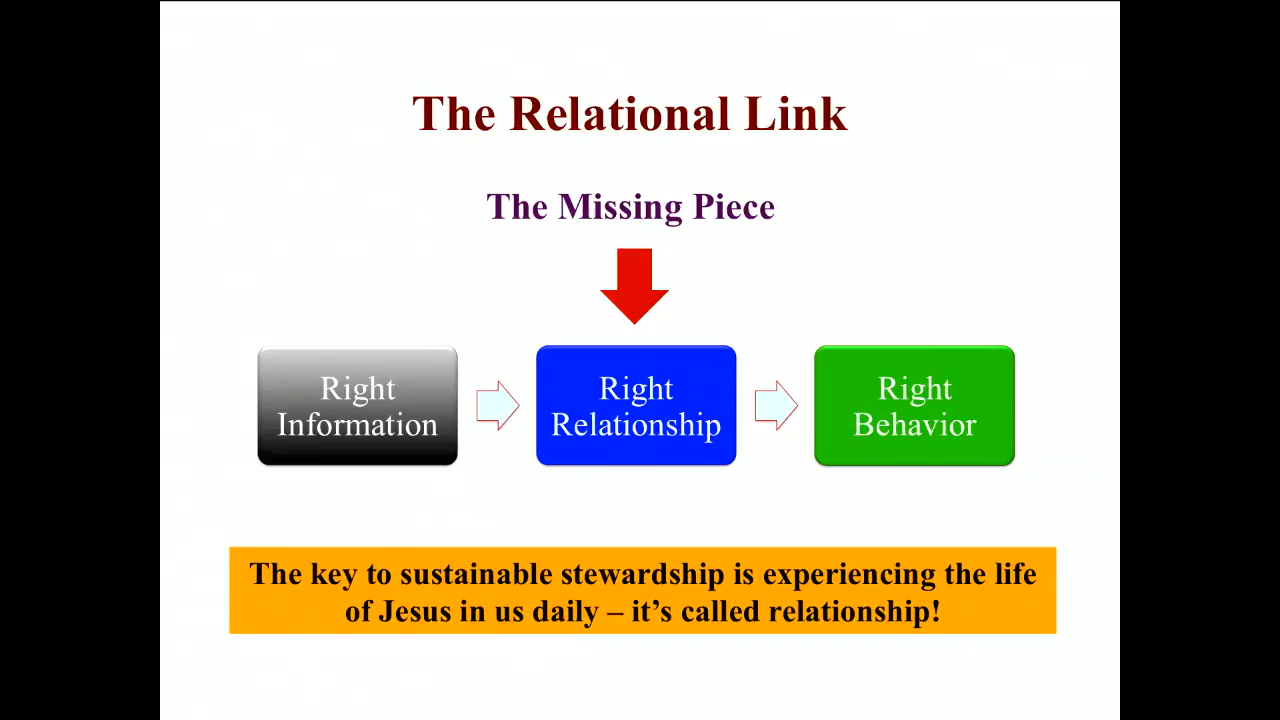 The Relational Link
The Missing Piece
Right
Information
Right
Relationship
Right
Behavior
The key to sustainable stewardship is experiencing the life
of Jesus in us daily – it’s called relationship!